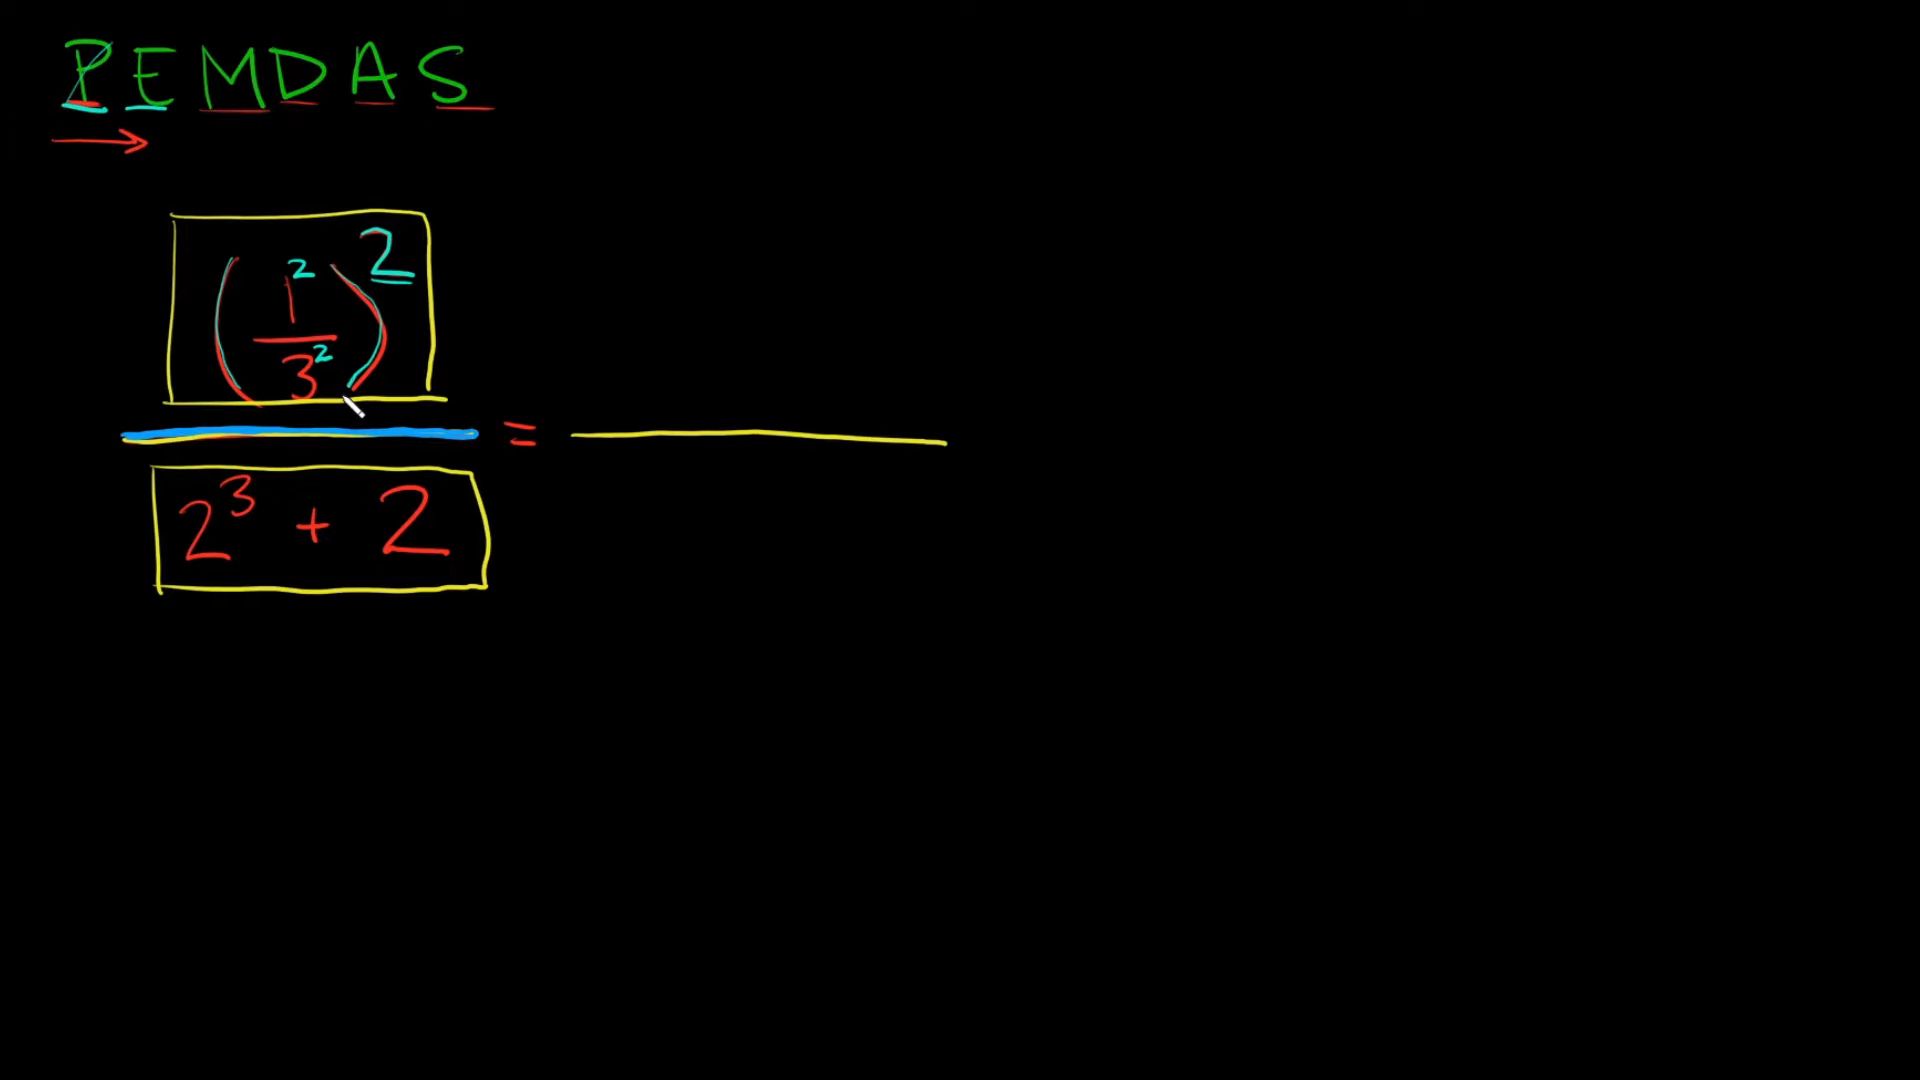 PEMDAS
(1²/3²)²
=
2³ + 2